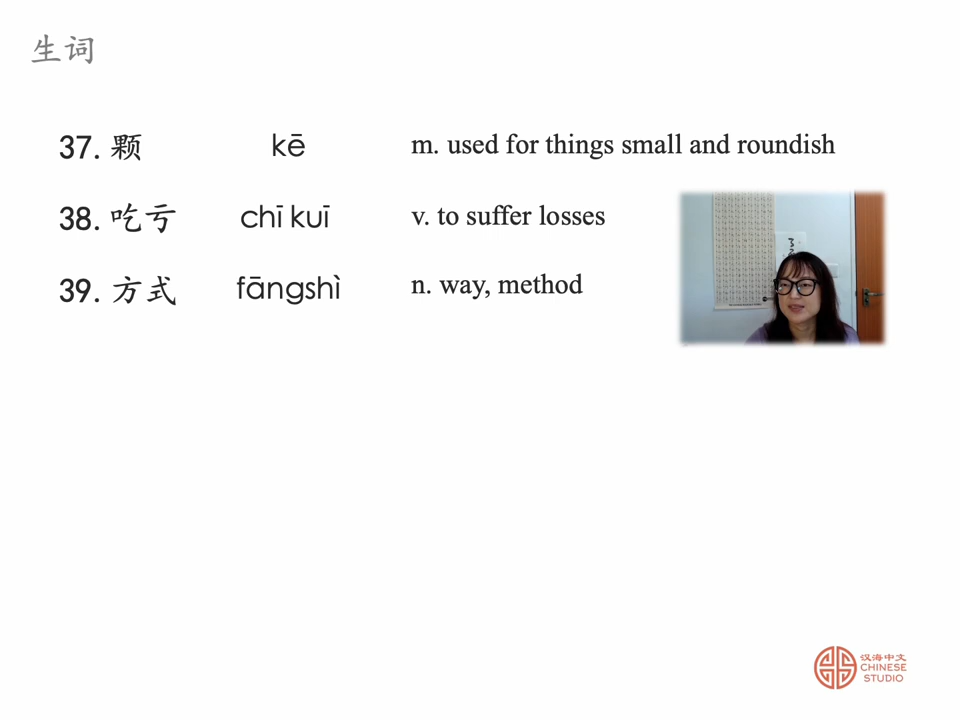 生词
37. 颗 kē m. used for things small and roundish
38. 吃亏 chī kuī v. to suffer losses
39. 方式 fāngshì n. way, method
汉海中文
CHINESE
STUDIO